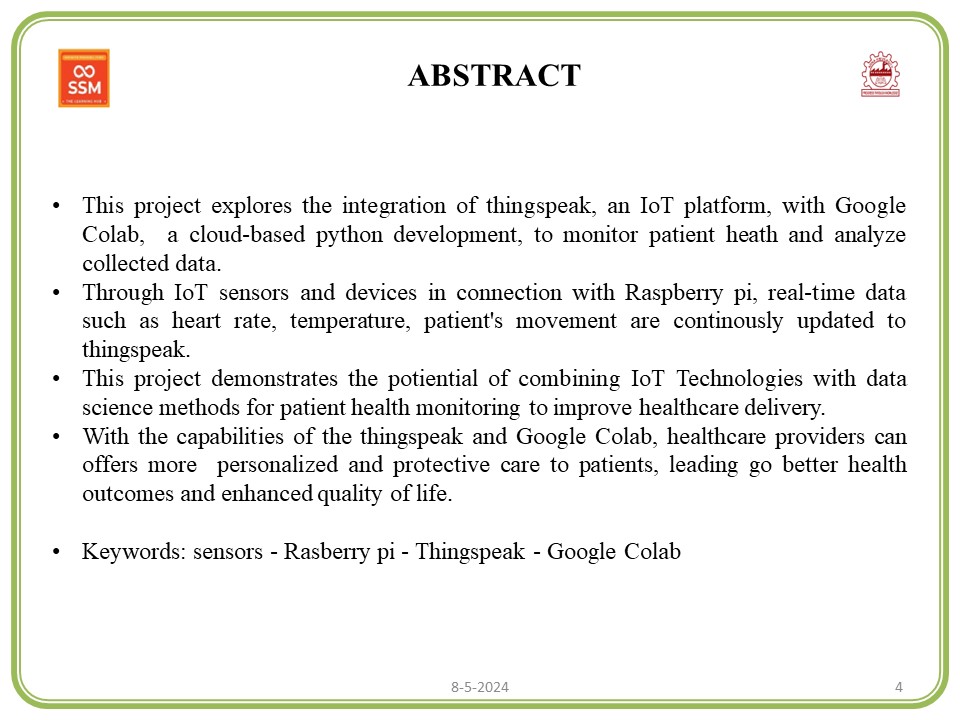 SSM
THE LEARNING HUB
ABSTRACT
• This project explores the integration of thingspeak, an IoT platform, with Google
Colab,  a cloud-based python development, to monitor patient heath and analyze
collected data.
• Through IoT sensors and devices in connection with Raspberry pi, real-time data
such as heart rate, temperature, patient's movement are continously updated to
thingspeak.
• This project demonstrates the potiential of combining IoT Technologies with data
science methods for patient health monitoring to improve healthcare delivery.
• With the capabilities of the thingspeak and Google Colab, healthcare providers can
offers more  personalized and protective care to patients, leading go better health
outcomes and enhanced quality of life.
• Keywords: sensors - Rasberry pi - Thingspeak - Google Colab
8-5-2024
4